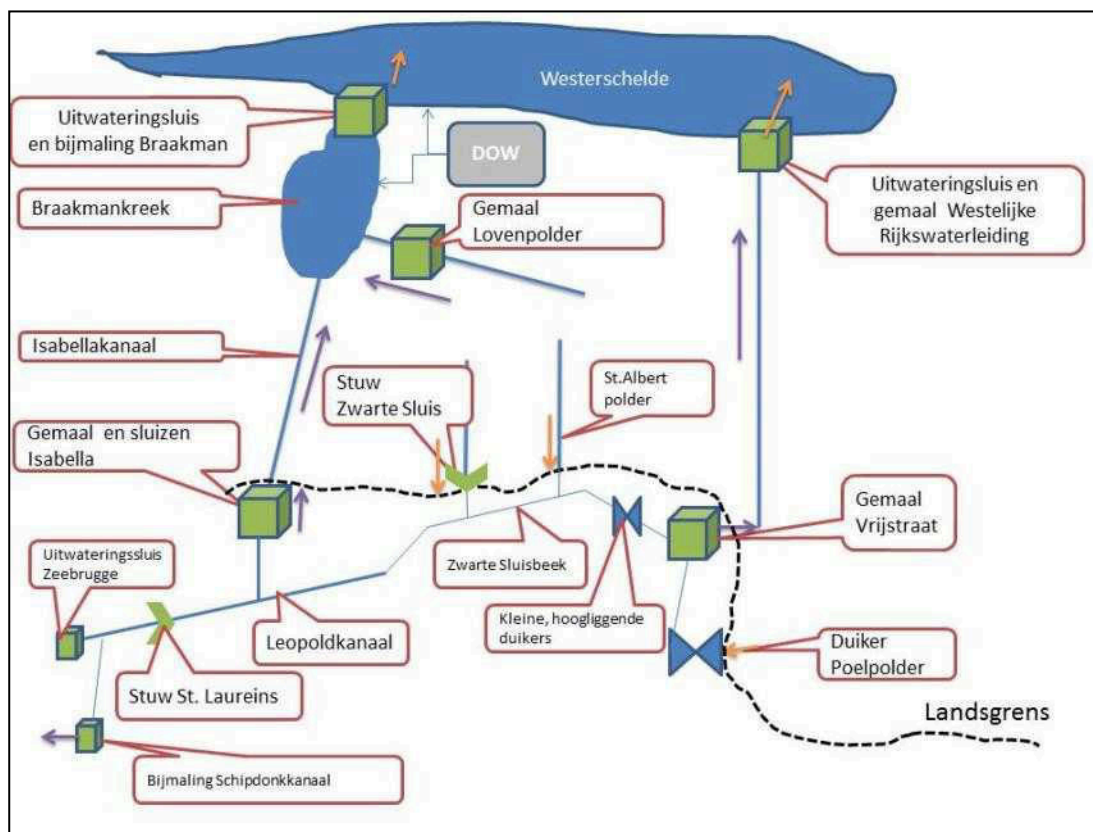 Westerschelde
Uitwateringsluis
en bijmaling Braakman
DOW
Braakmankreek
Gemaal
Lovenpolder
Uitwateringsluis en
gemaal Westelijke
Rijkswaterleiding
Isabellakanaal
Stuw
Zwarte Sluis
St.Albert
polder
Gemaal en sluizen
Isabella
Gemaal
Vrijstraat
Uitwateringssluis
Zeebrugge
Zwarte Sluisbeek
Kleine, hoogliggende
duikers
Leopoldkanaal
Duiker
Poelpolder
Stuw St. Laureins
Landsgrens
Bijmaling Schipdonkkanaal